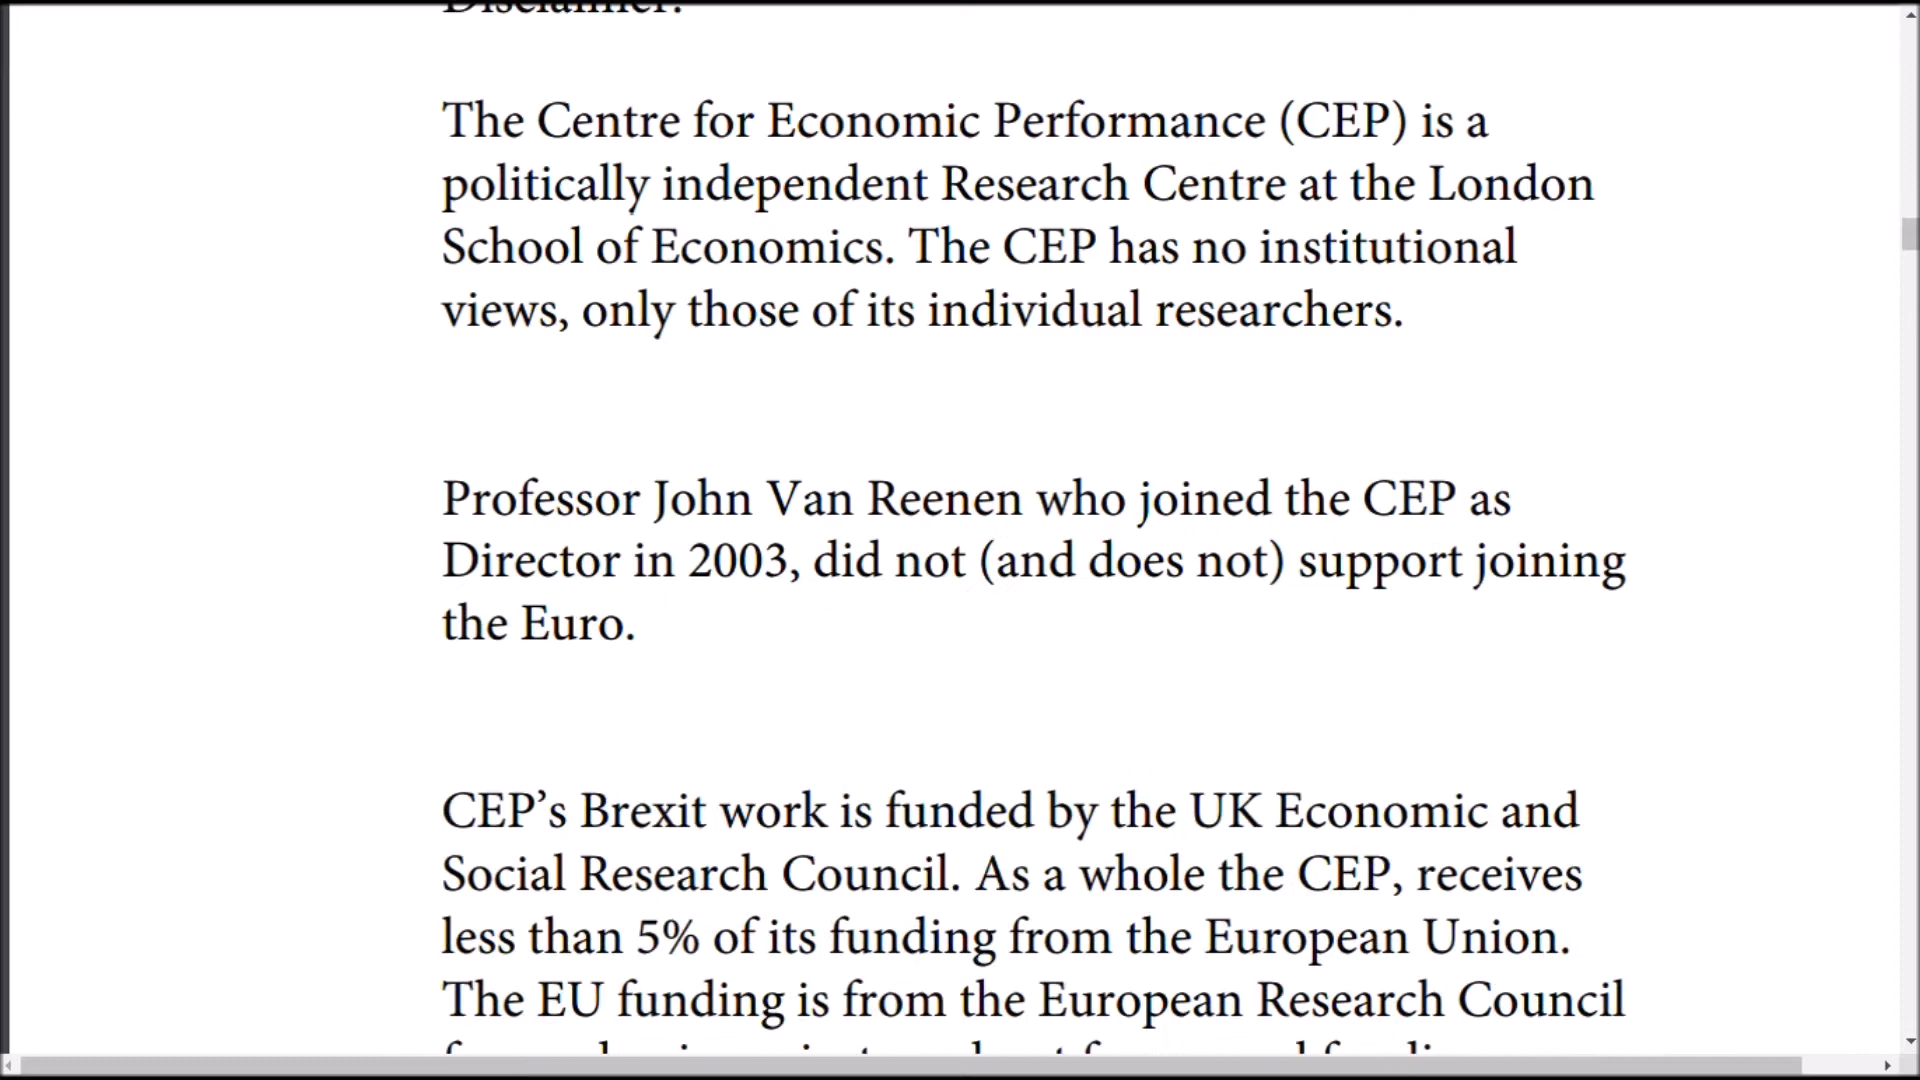 Disclaimer:
The Centre for Economic Performance (CEP) is a
politically independent Research Centre at the London
School of Economics. The CEP has no institutional
views, only those of its individual researchers.
Professor John Van Reenen who joined the CEP as
Director in 2003, did not (and does not) support joining
the Euro.
CEP’s Brexit work is funded by the UK Economic and
Social Research Council. As a whole the CEP, receives
less than 5% of its funding from the European Union.
The EU funding is from the European Research Council